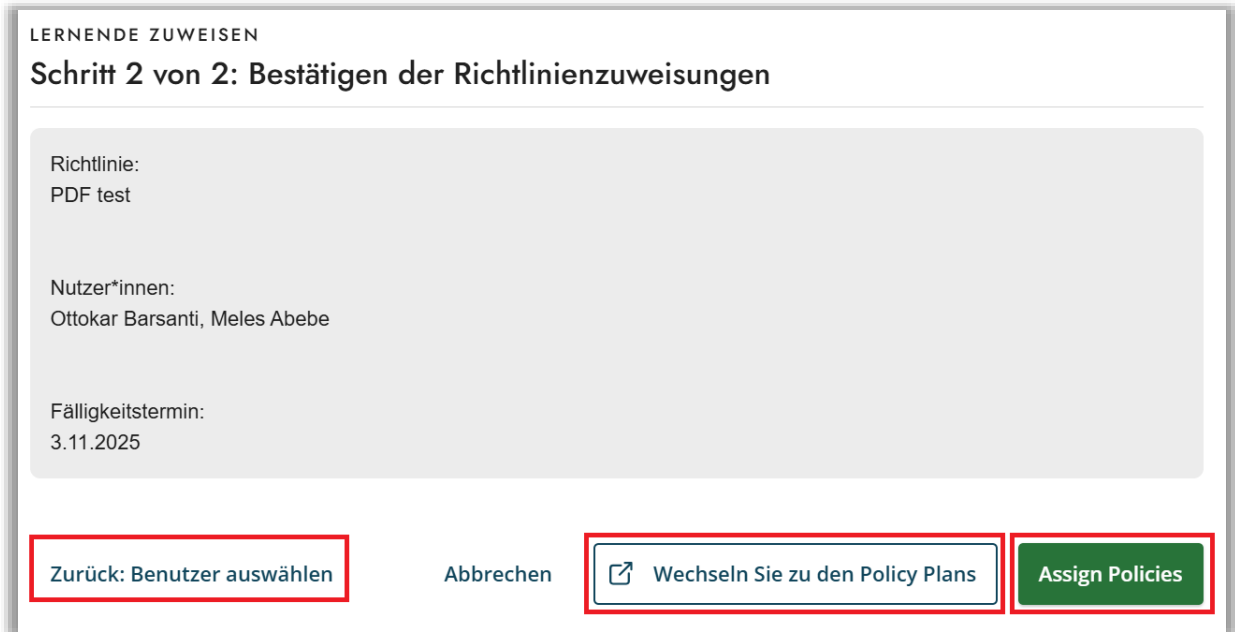 LERNENDE ZUWEISEN
Schritt 2 von 2: Bestätigen der Richtlinienzuweisungen
Richtlinie:
PDF test
Nutzer*innen:
Ottokar Barsanti, Meles Abebe
Fälligkeitstermin:
3.11.2025
Zurück: Benutzer auswählen
Abbrechen
Wechseln Sie zu den Policy Plans
Assign Policies